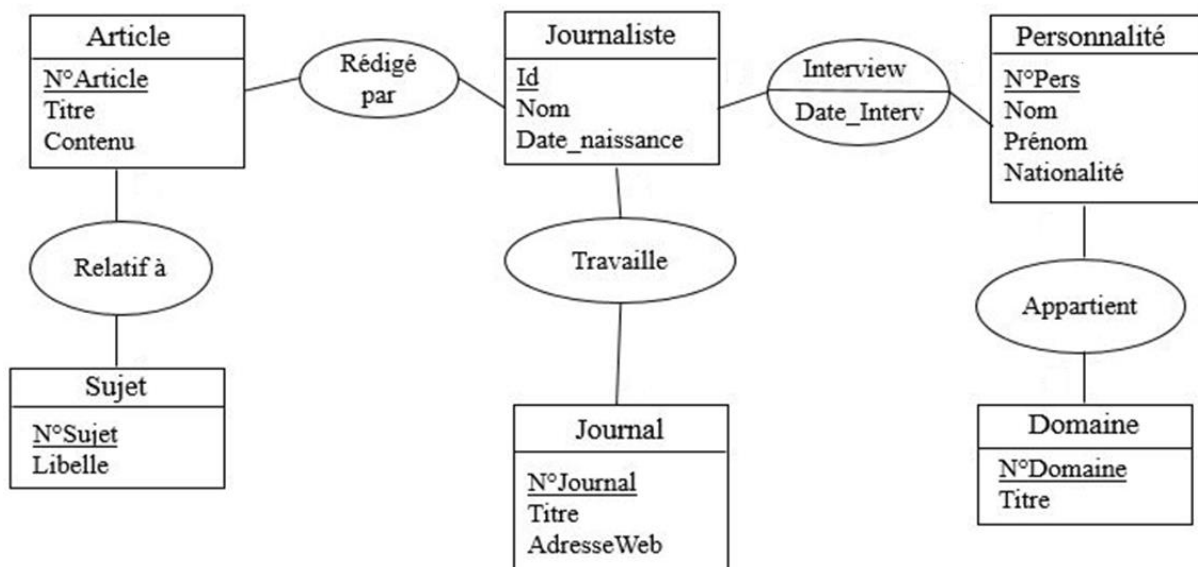 Article
N°Article
Titre
Contenu
Rédigé
par
Journaliste
Id
Nom
Date_naissance
Interview
Date_Interv
Personnalité
N°Pers
Nom
Prénom
Nationalité
Relatif à
Travaille
Appartient
Sujet
N°Sujet
Libelle
Journal
N°Journal
Titre
AdresseWeb
Domaine
N°Domaine
Titre